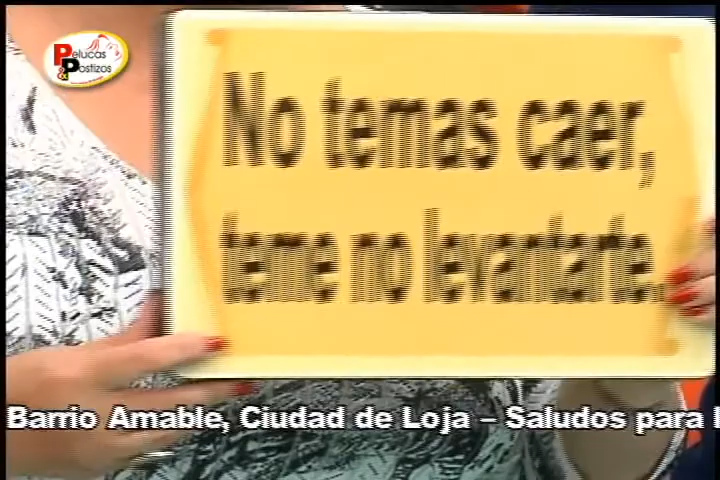 Pelucas
& Postizos
No temas caer,
teme no levantarte.
Barrio Amable, Ciudad de Loja – Saludos para